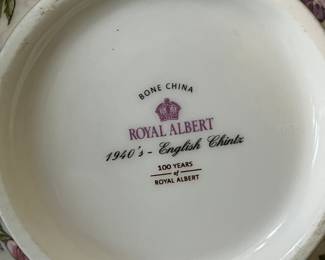 BONE CHINA
ROYAL ALBERT
1940's - English Chintz
100 YEARS
of
ROYAL ALBERT